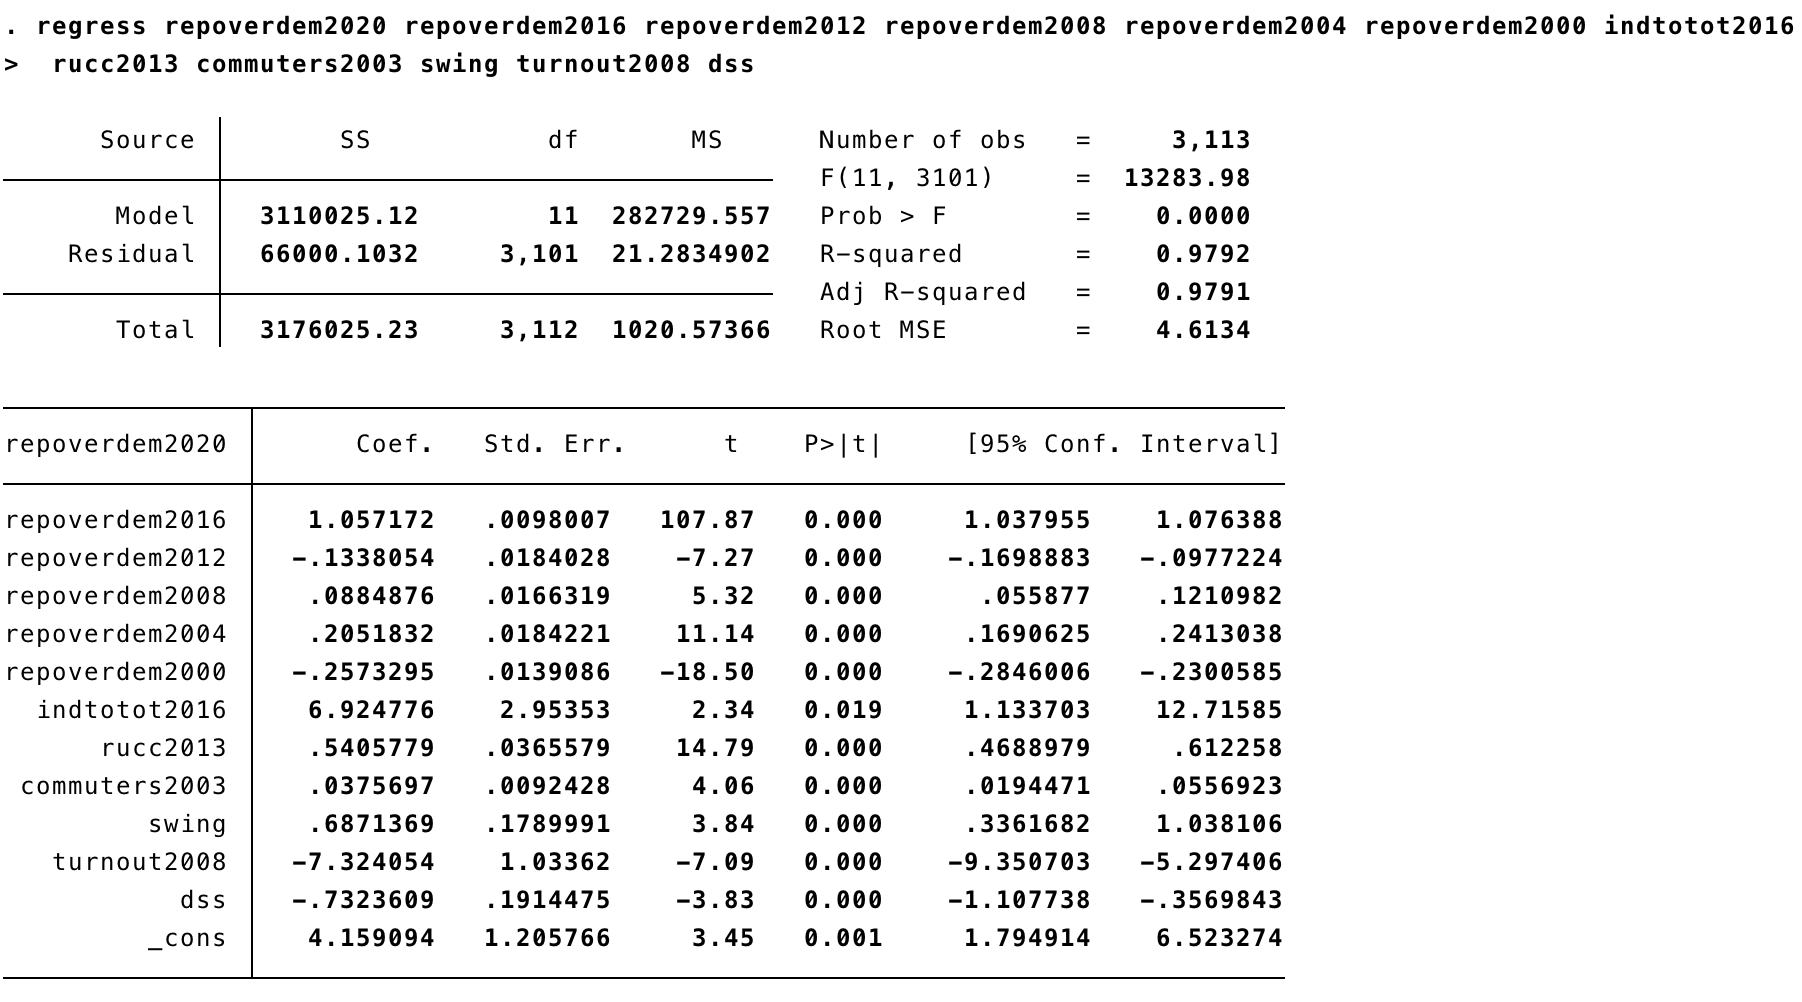 . regress repoverdem2020 repoverdem2016 repoverdem2012 repoverdem2008 repoverdem2004 repoverdem2000 indtotot2016
> rucc2013 commuters2003 swing turnout2008 dss
Source SS df MS Number of obs = 3,113
F(11, 3101) = 13283.98
Model 3110025.12 11 282729.557 Prob > F = 0.0000
Residual 66000.1032 3,101 21.2834902 R-squared = 0.9792
Adj R-squared = 0.9791
Total 3176025.23 3,112 1020.57366 Root MSE = 4.6134
repoverdem2020 Coef. Std. Err. t P>|t| [95% Conf. Interval]
repoverdem2016 1.057172 .0098007 107.87 0.000 1.037955 1.076388
repoverdem2012 -.1338054 .0184028 -7.27 0.000 -.1698883 -.0977224
repoverdem2008 .0884876 .0166319 5.32 0.000 .055877 .1210982
repoverdem2004 .2051832 .0184221 11.14 0.000 .1690625 .2413038
repoverdem2000 -.2573295 .0139086 -18.50 0.000 -.2846006 -.2300585
indtotot2016 6.924776 2.95353 2.34 0.019 1.133703 12.71585
rucc2013 .5405779 .0365579 14.79 0.000 .4688979 .612258
commuters2003 .0375697 .0092428 4.06 0.000 .0194471 .0556923
swing .6871369 .1789991 3.84 0.000 .3361682 1.038106
turnout2008 -7.324054 1.03362 -7.09 0.000 -9.350703 -5.297406
dss -.7323609 .1914475 -3.83 0.000 -1.107738 -.3569843
_cons 4.159094 1.205766 3.45 0.001 1.794914 6.523274